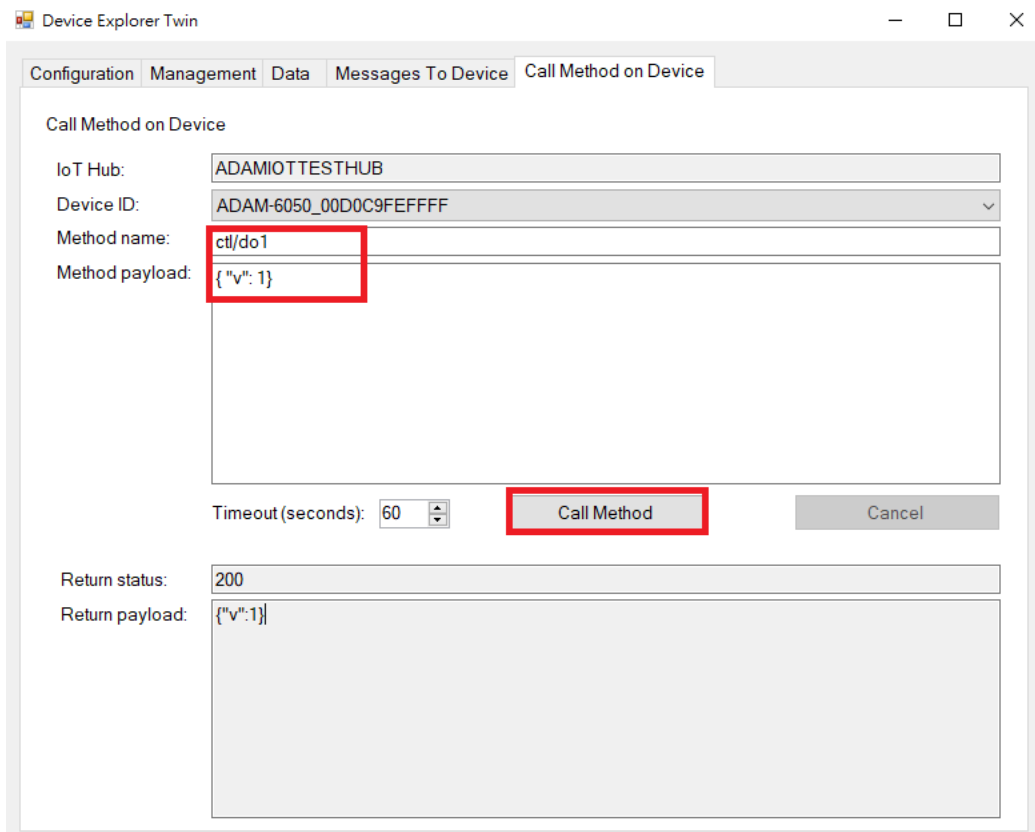 Device Explorer Twin
Configuration Management Data Messages To Device Call Method on Device
Call Method on Device
IoT Hub: ADAMIOTTESTHUB
Device ID: ADAM-6050_00D0C9FEFFFF
Method name: ctl/do1
Method payload: { "v": 1}
Timeout (seconds): 60 Call Method Cancel
Return status: 200
Return payload: {"v":1}